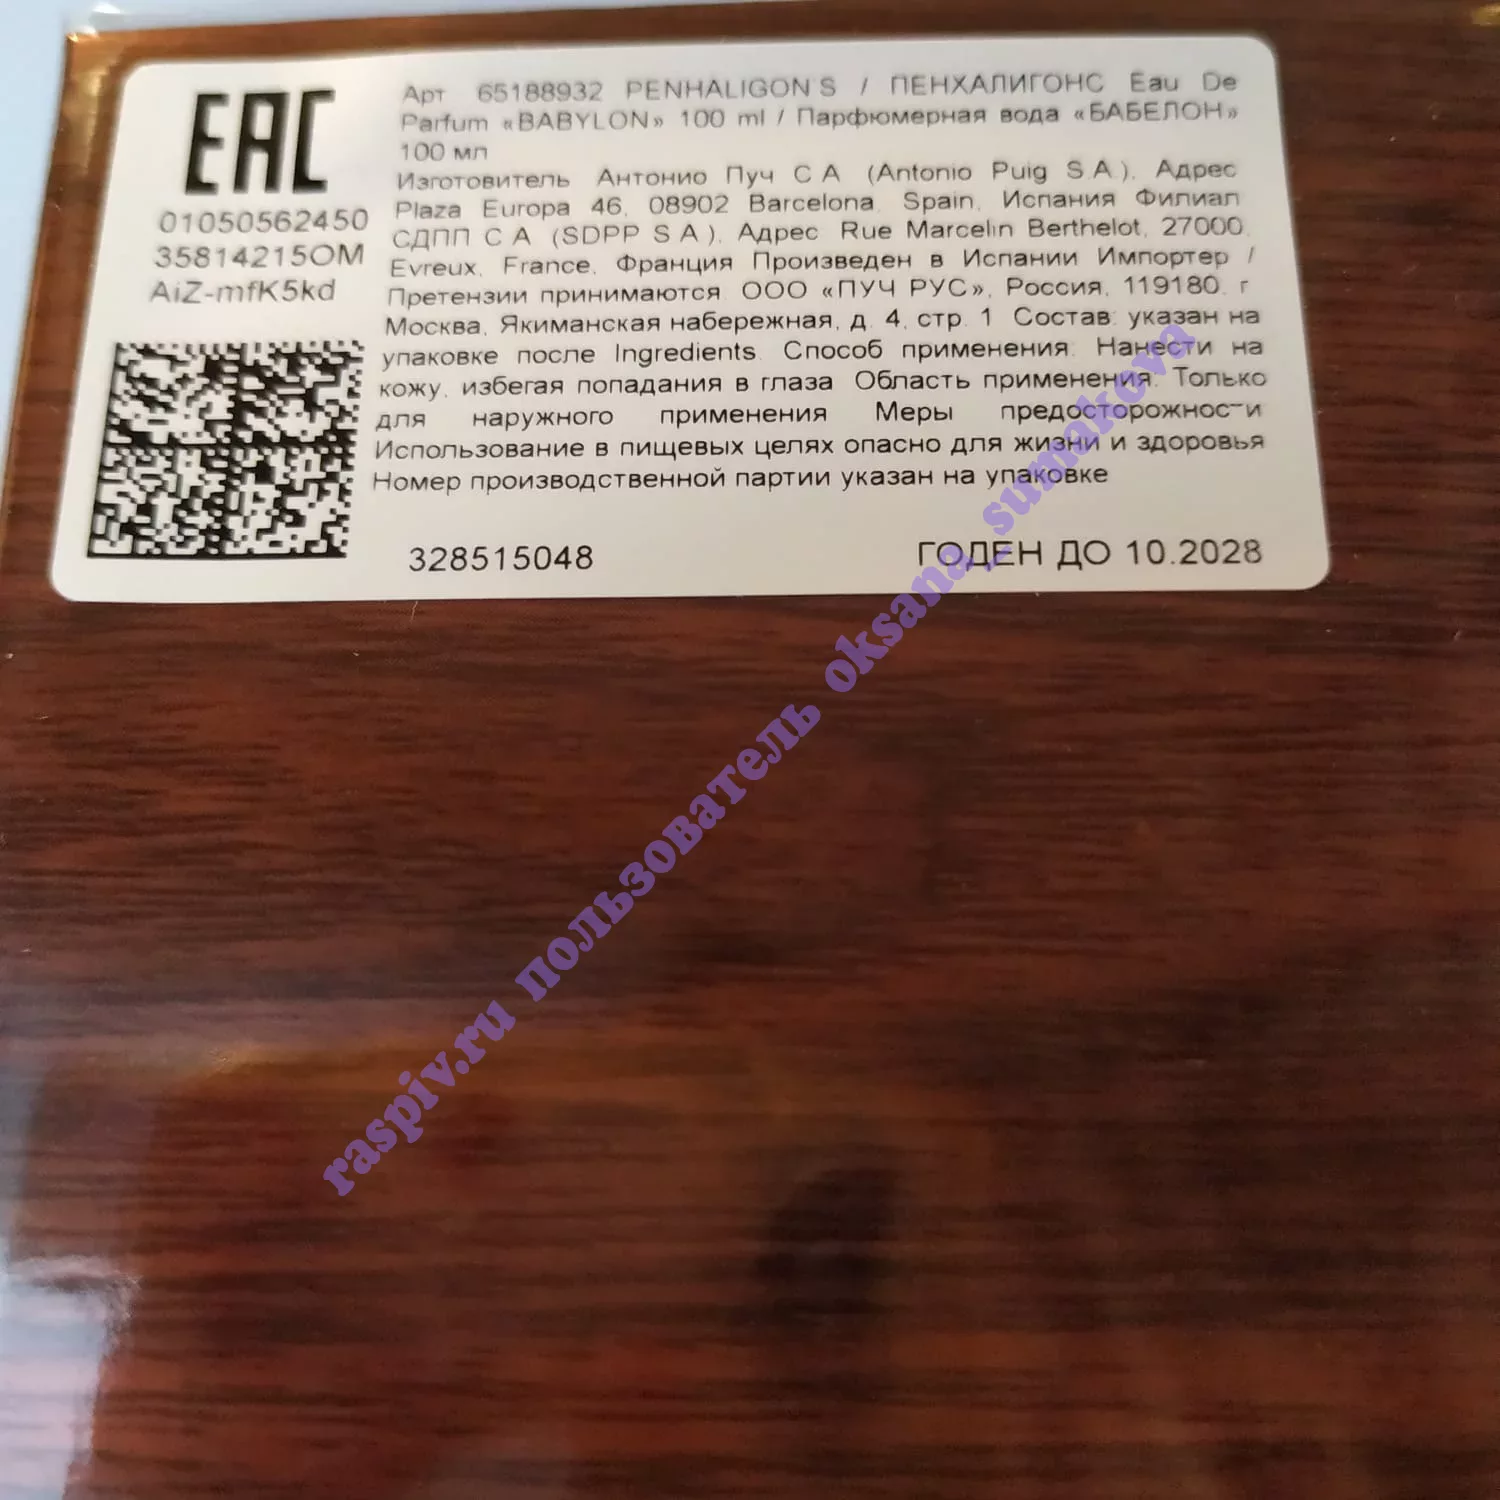 EAC
01050562450
35814215OM
AiZ-mfK5kd
Арт 65188932 PENHALIGON'S / ПЕНХАЛИГОНС Eau De
Parfum «BABYLON» 100 ml / Парфюмерная вода «БАБЕЛОН»
100 мл
Изготовитель Антонио Пуч С А (Antonio Puig S.A.). Адрес
Plaza Europa 46, 08902 Barcelona. Spain, Испания Филиал
СДПП С А (SDPP S A ). Адрес Rue Marcelin Berthelot, 27000,
Evreux, France, Франция Произведен в Испании Импортер /
Претензии принимаются ООО «ПУЧ РУС», Россия, 119180, г
Москва, Якиманская набережная, д. 4, стр. 1 Состав: указан на
упаковке после Ingredients. Способ применения: Нанести на
кожу, избегая попадания в глаза Область применения: Только
для наружного применения Меры предосторожности
Использование в пищевых целях опасно для жизни и здоровья
Номер производственной партии указан на упаковке
328515048 ГОДЕН ДО 10.2028
raspiv.ru пользователь oksana_sumakova